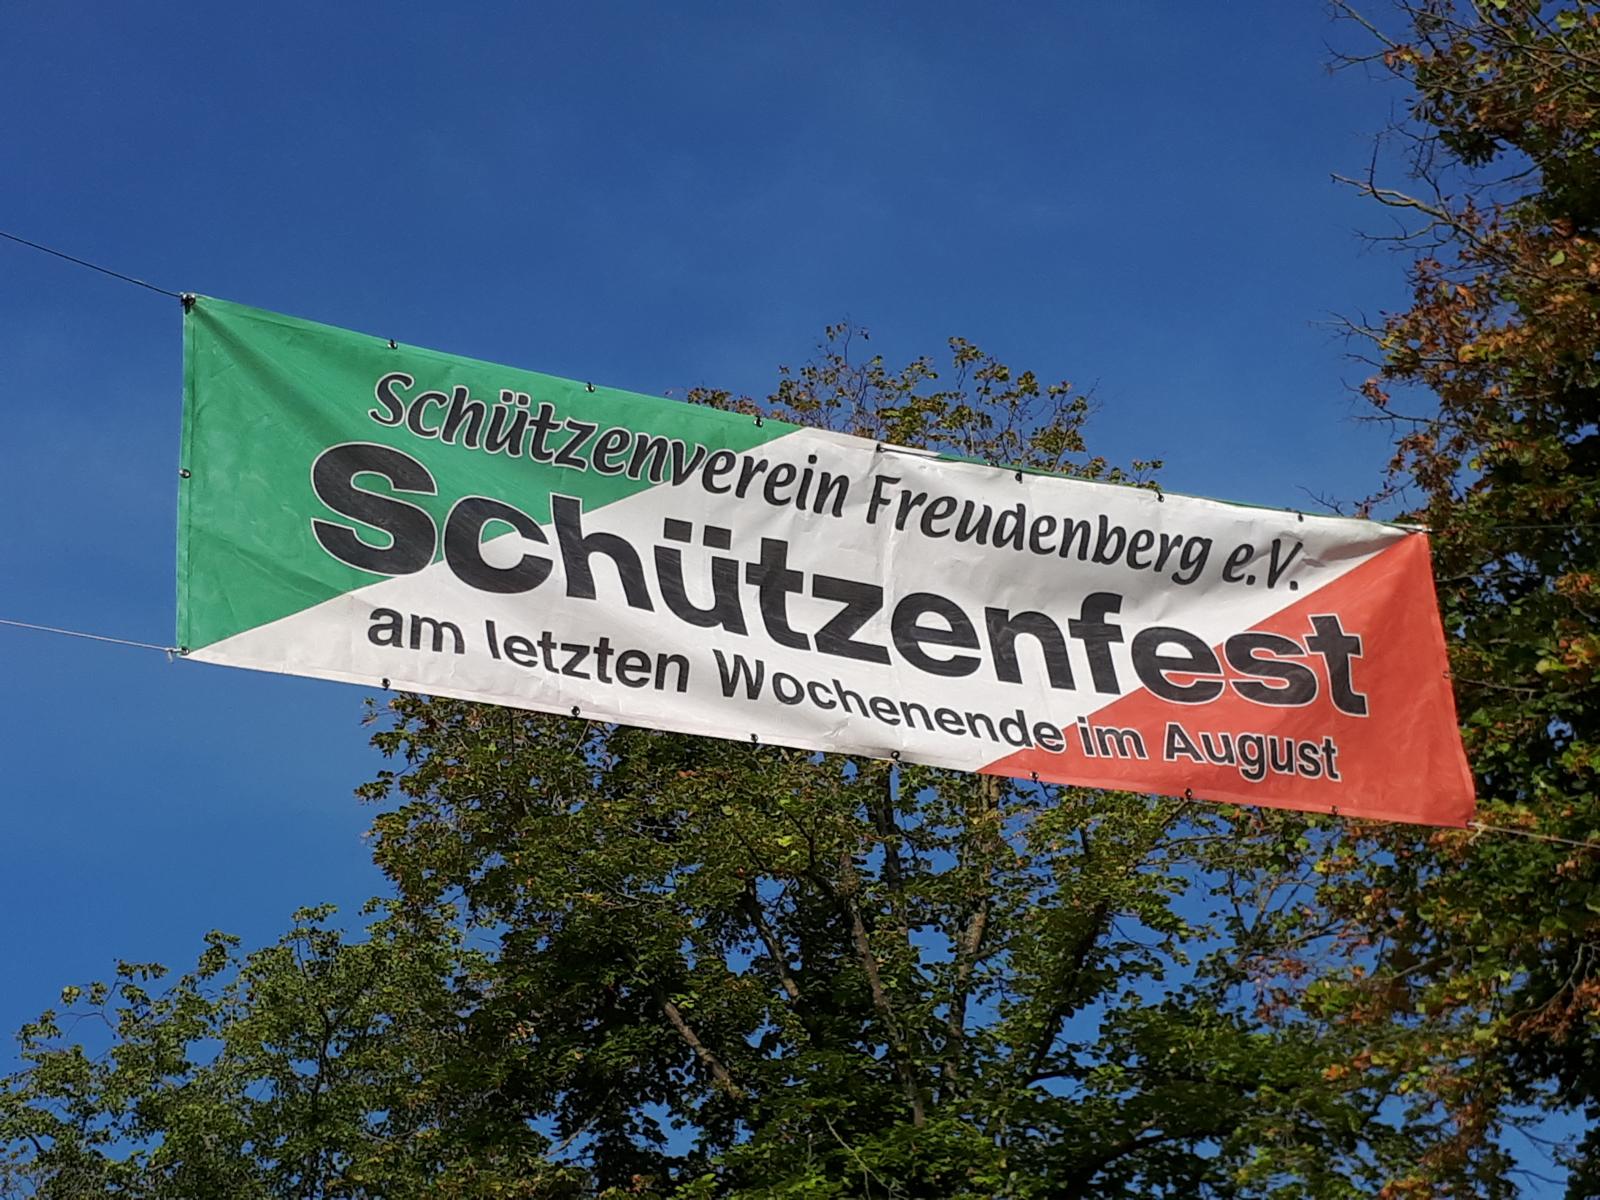 Schützenverein Freudenberg e.V.
Schützenfest
am letzten Wochenende im August